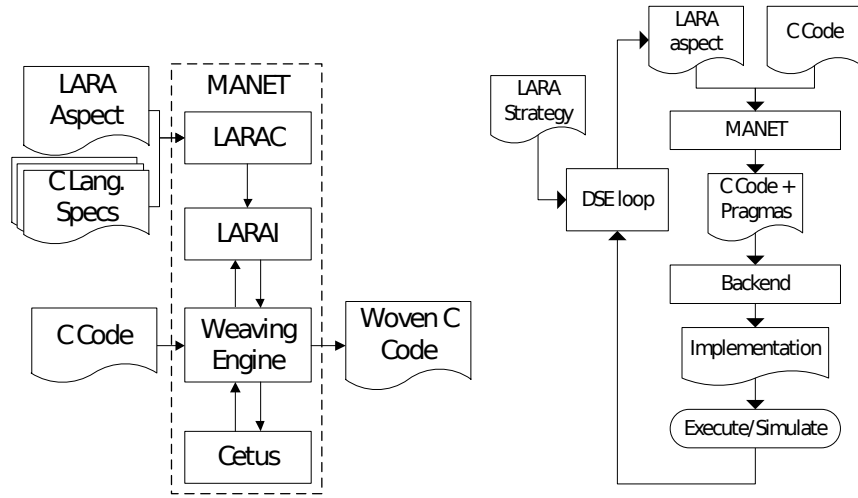 LARA
Aspect
C Lang.
Specs
MANET
LARAC
LARAI
C Code
Weaving
Engine
Woven C
Code
Cetus
LARA
aspect
C Code
LARA
Strategy
MANET
DSE loop
C Code +
Pragmas
Backend
Implementation
Execute/Simulate